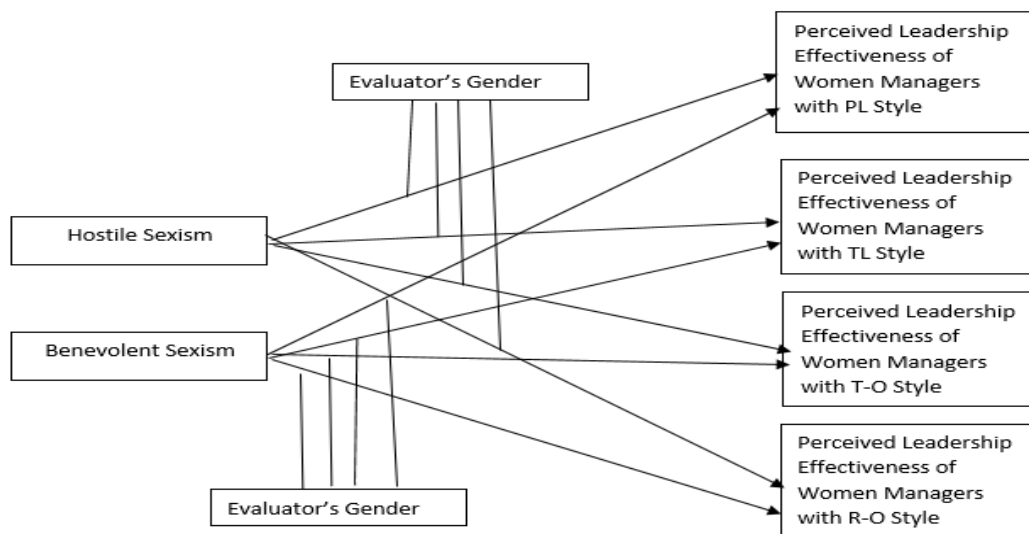 Perceived Leadership
Effectiveness of
Women Managers
with PL Style
Evaluator’s Gender
Perceived Leadership
Effectiveness of
Women Managers
with TL Style
Hostile Sexism
Perceived Leadership
Effectiveness of
Women Managers
with T-O Style
Benevolent Sexism
Perceived Leadership
Effectiveness of
Women Managers
with R-O Style
Evaluator’s Gender